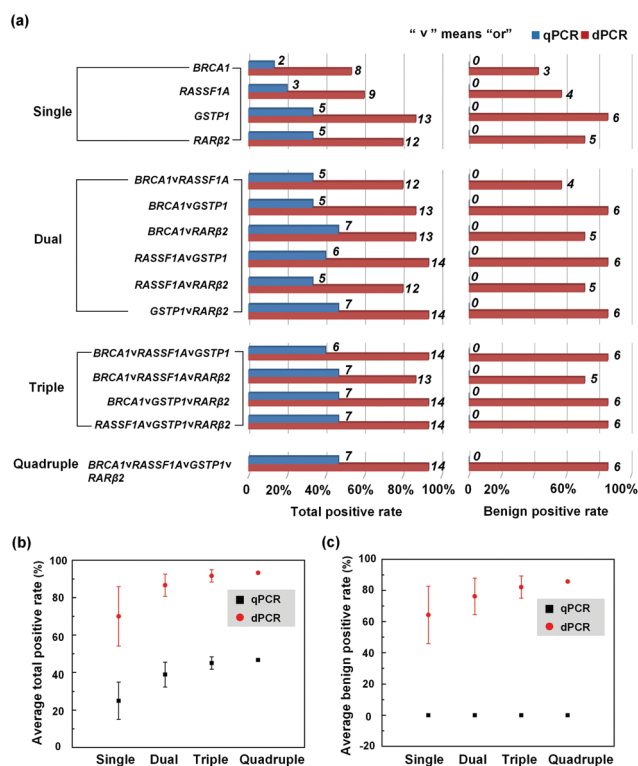 (a)
“ v ” means “or” qPCR dPCR
Single
BRCA1 2 8 0 3
RASSF1A 3 9 0 4
GSTP1 5 13 0 6
RARβ2 5 12 0 5
Dual
BRCA1vRASSF1A 5 12 0 4
BRCA1vGSTP1 5 13 0 6
BRCA1vRARβ2 7 13 0 5
RASSF1AvGSTP1 6 14 0 6
RASSF1AvRARβ2 5 12 0 5
GSTP1vRARβ2 7 14 0 6
Triple
BRCA1vRASSF1AvGSTP1 6 14 0 6
BRCA1vRASSF1AvRARβ2 7 13 0 5
BRCA1vGSTP1vRARβ2 7 14 0 6
RASSF1AvGSTP1vRARβ2 7 14 0 6
Quadruple
BRCA1vRASSF1AvGSTP1v
RARβ2
7 14 0 6
0 20% 40% 60% 80% 100%
Total positive rate
0 20% 40% 60% 80% 100%
Benign positive rate
(b)
Average total positive rate (%)
100
80
60
40
20
0
qPCR
dPCR
Single Dual Triple Quadruple
(c)
Average benign positive rate (%)
100
80
60
40
20
0
-20
qPCR
dPCR
Single Dual Triple Quadruple